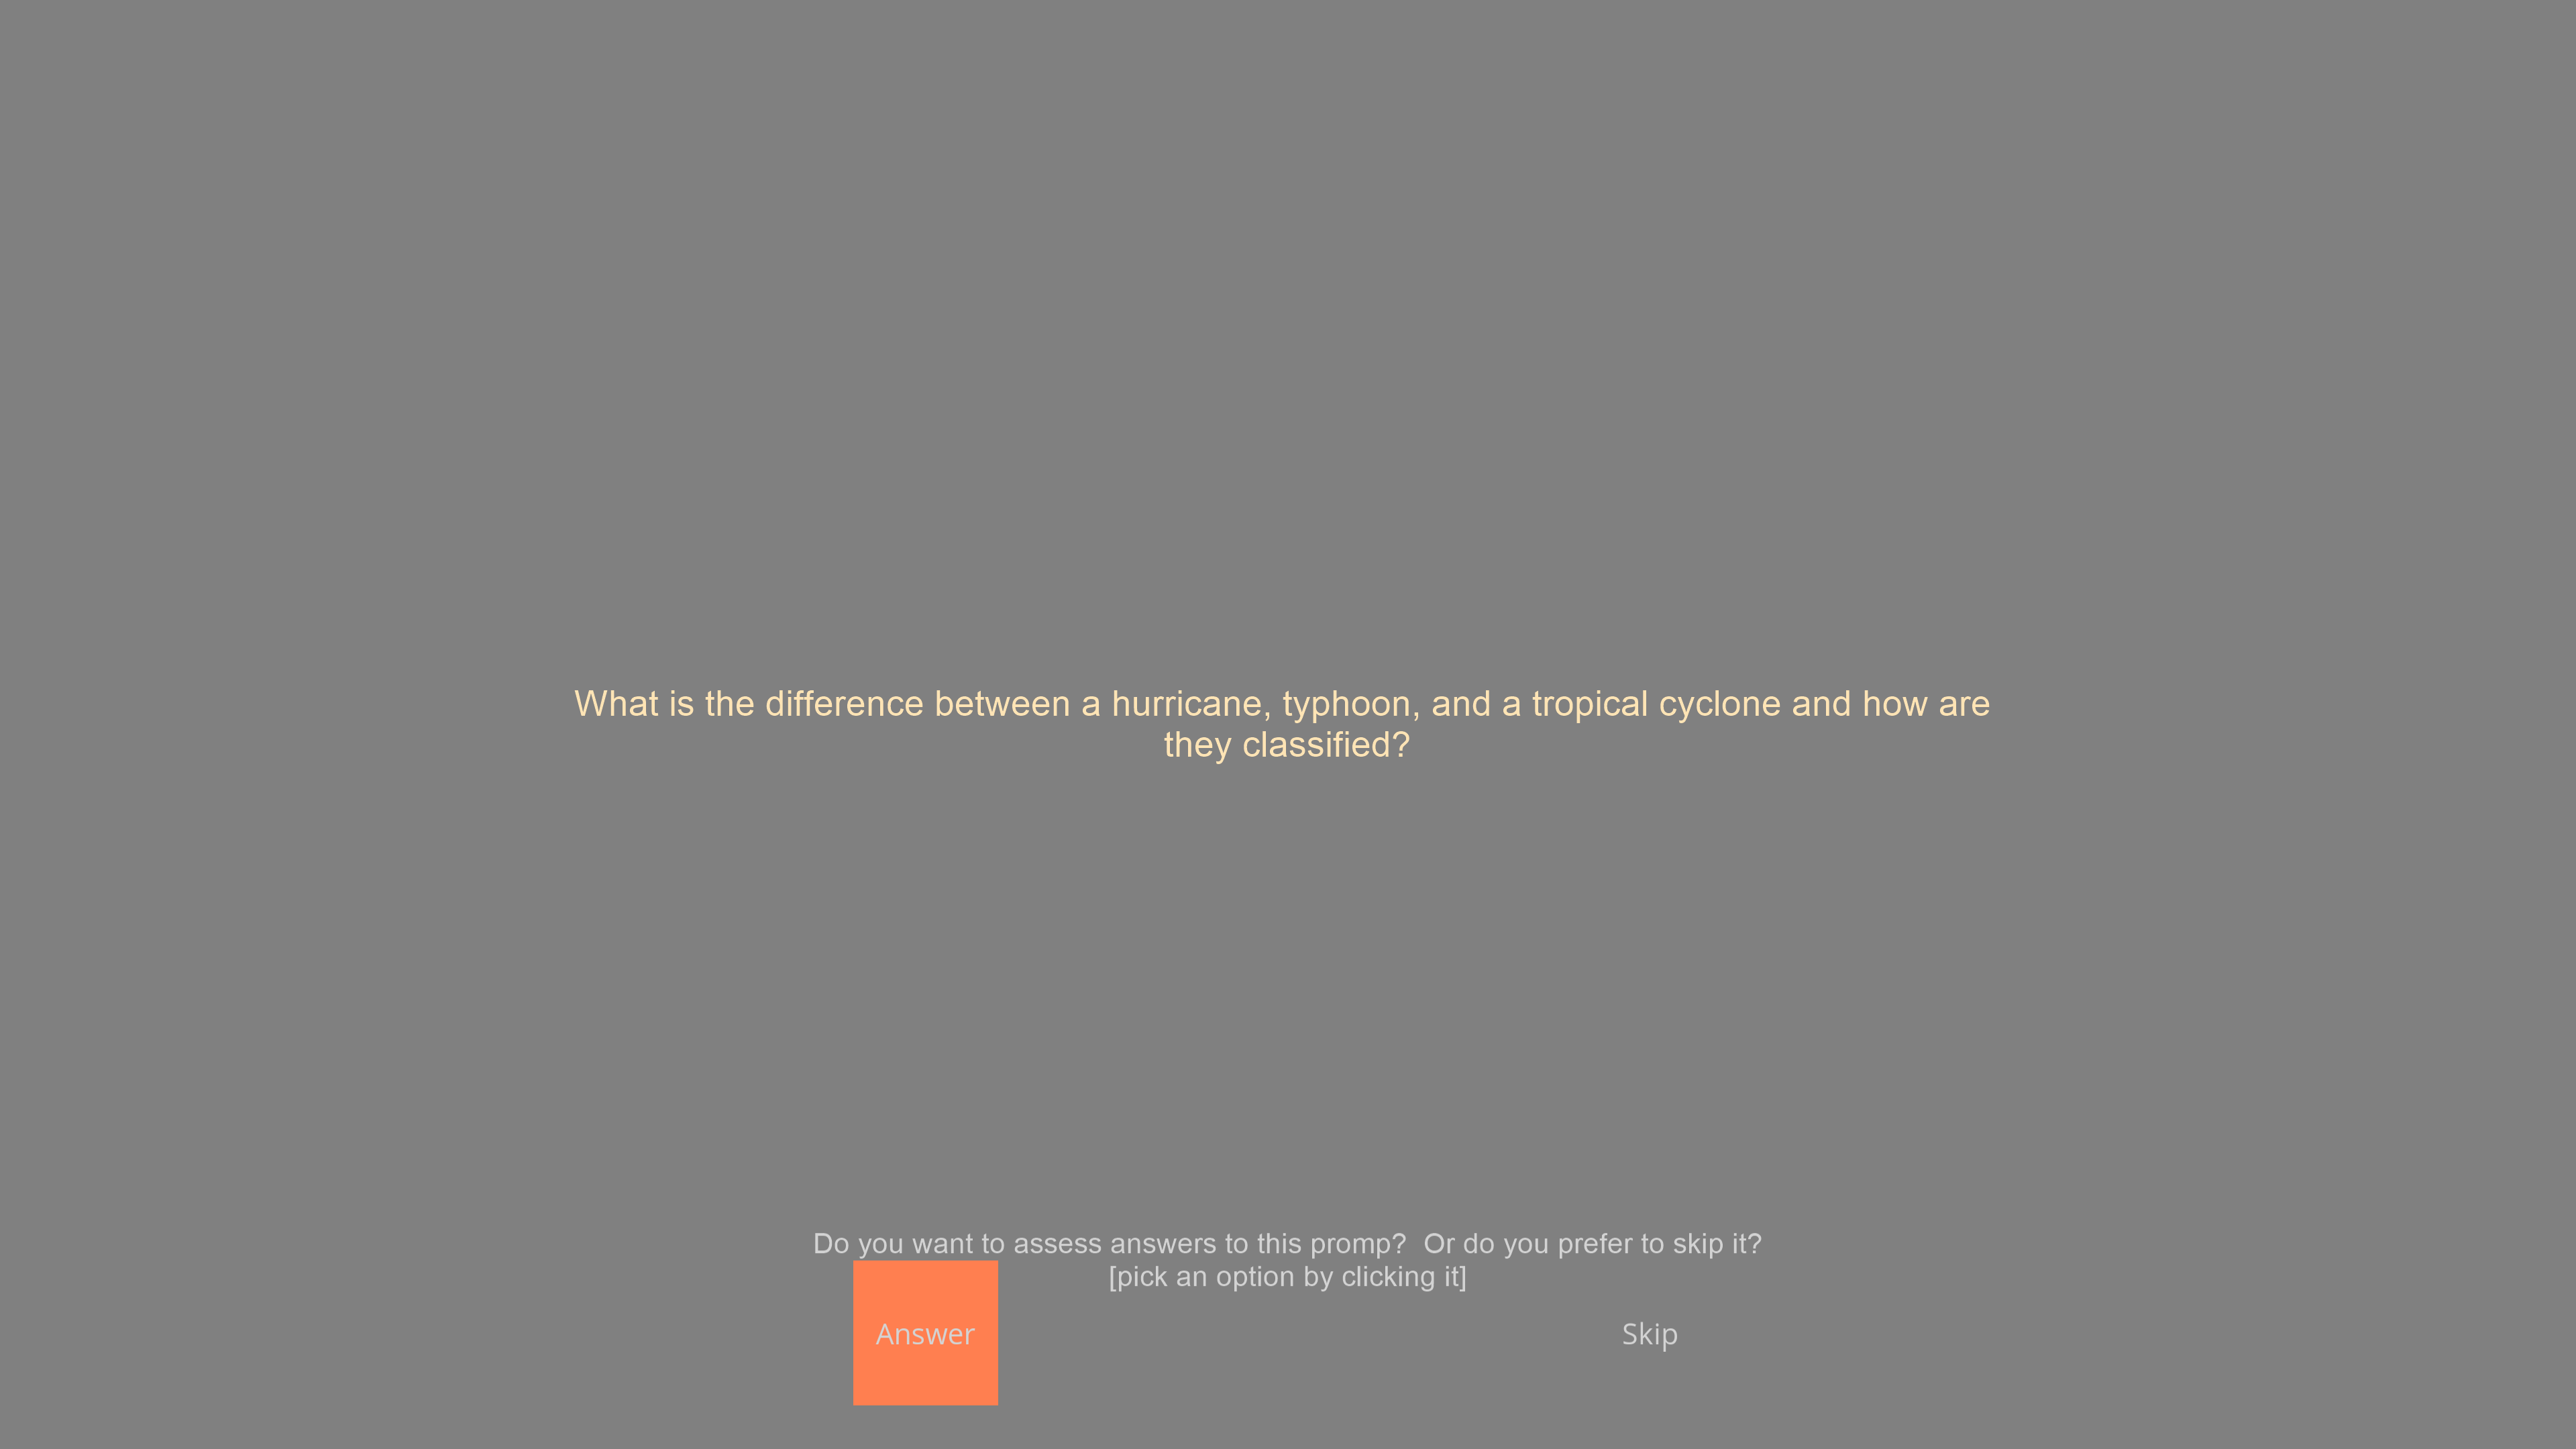 What is the difference between a hurricane, typhoon, and a tropical cyclone and how are
they classified?
Do you want to assess answers to this promp?  Or do you prefer to skip it?
[pick an option by clicking it]
Answer
Skip